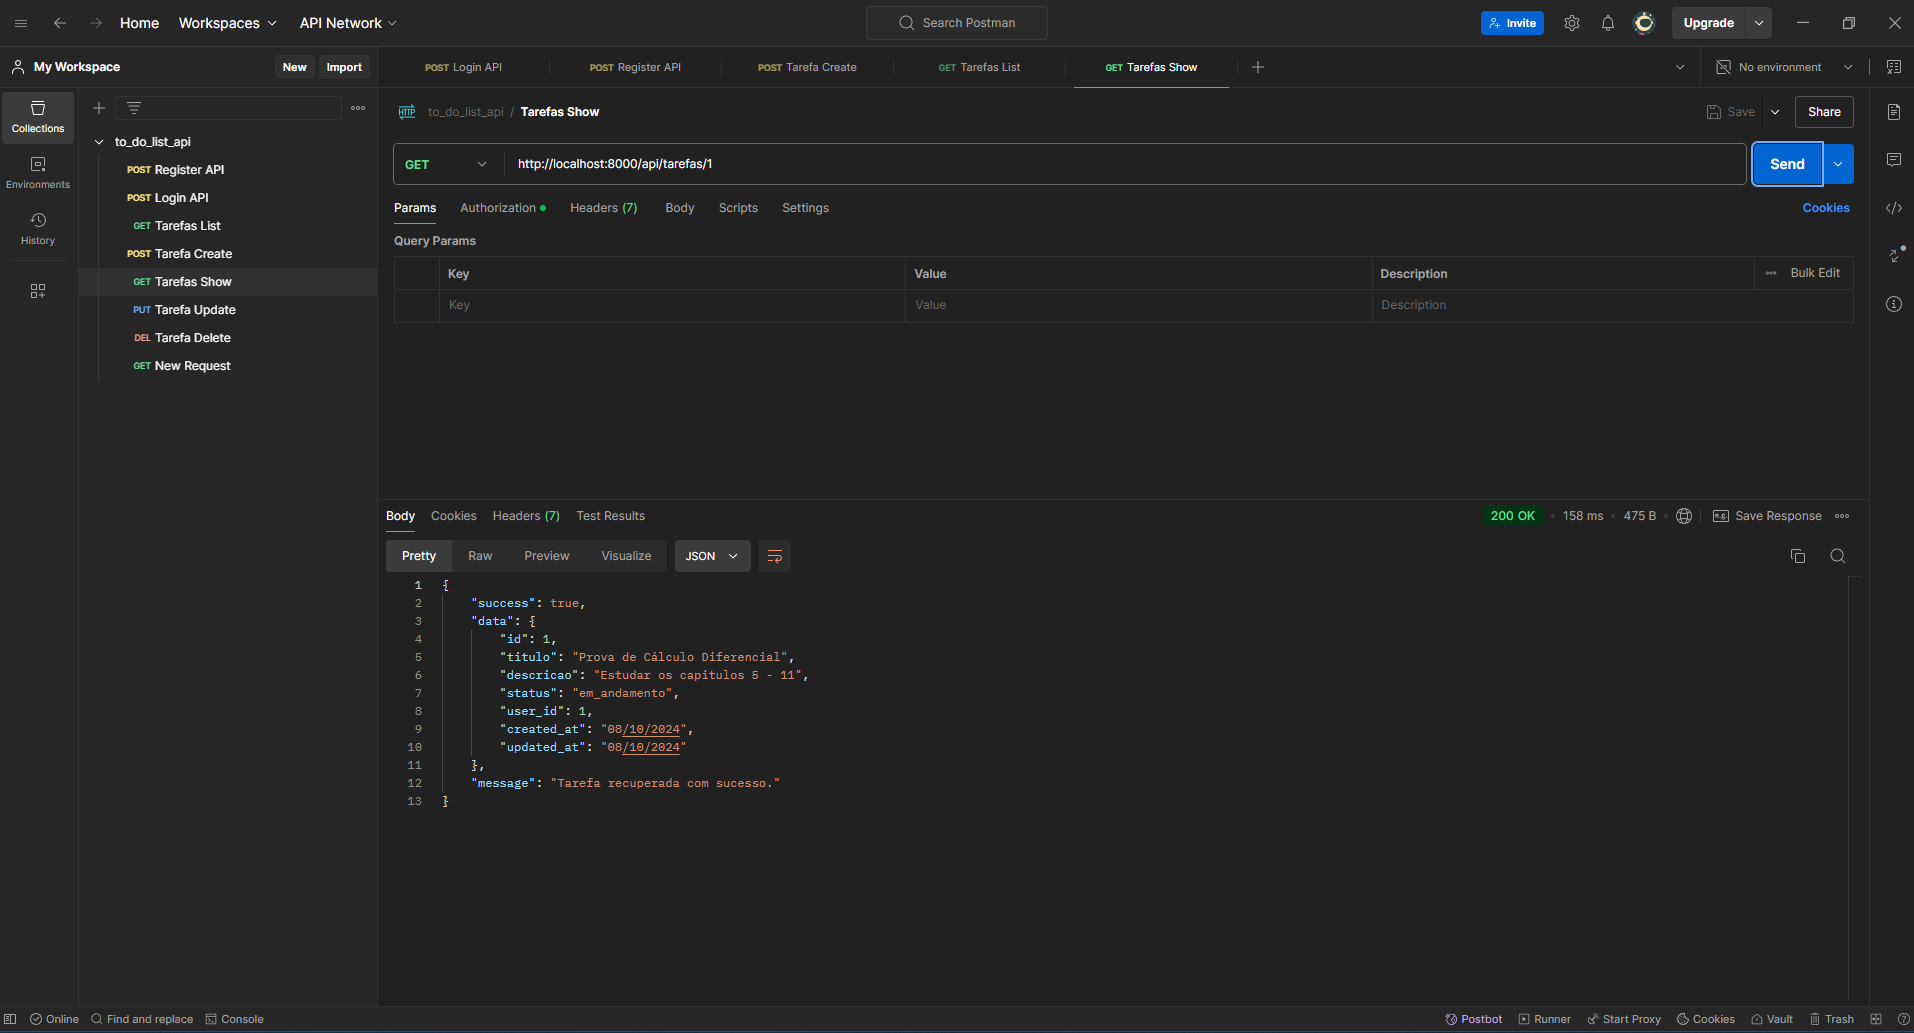 Home Workspaces API Network Search Postman Invite Upgrade
My Workspace New Import POST Login API POST Register API POST Tarefa Create GET Tarefas List GET Tarefas Show No environment
Collections
Environments
History
to_do_list_api
POST Register API
POST Login API
GET Tarefas List
POST Tarefa Create
GET Tarefas Show
PUT Tarefa Update
DEL Tarefa Delete
GET New Request
HTTP to_do_list_api / Tarefas Show Save Share
GET http://localhost:8000/api/tarefas/1 Send
Params Authorization Headers (7) Body Scripts Settings Cookies
Query Params
Key Value Description Bulk Edit
Key Value Description
Body Cookies Headers (7) Test Results 200 OK 158 ms 475 B e.g. Save Response
Pretty Raw Preview Visualize JSON
1 {
2 "success": true,
3 "data": {
4 "id": 1,
5 "titulo": "Prova de Cálculo Diferencial",
6 "descricao": "Estudar os capitulos 5 - 11",
7 "status": "em_andamento",
8 "user_id": 1,
9 "created_at": "08/10/2024",
10 "updated_at": "08/10/2024"
11 },
12 "message": "Tarefa recuperada com sucesso."
13 }
Online Find and replace Console Postbot Runner Start Proxy Cookies Vault Trash